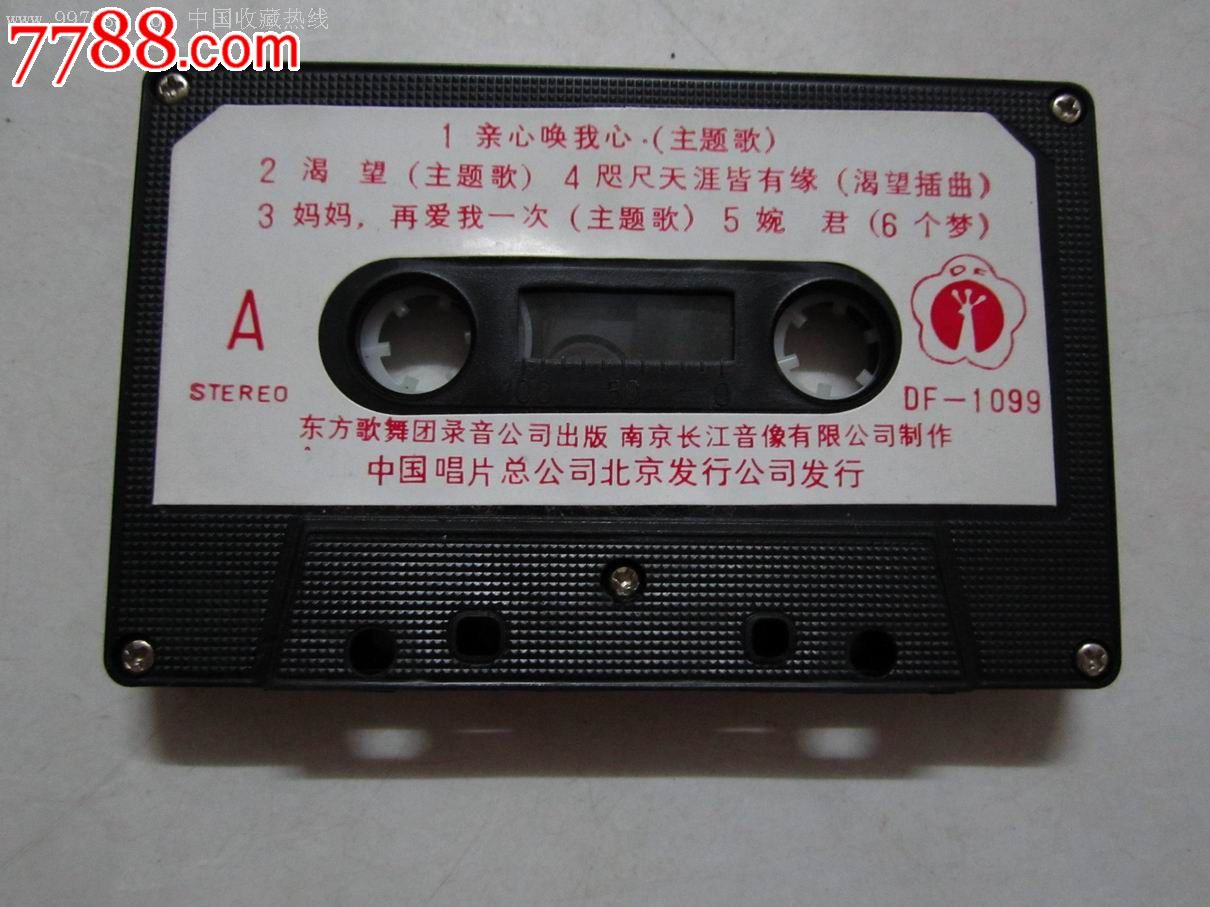 中国收藏热线
7788.com
1 亲心唤我心·(主题歌)
2 渴 望 (主题歌) 4 咫尺天涯皆有缘 (渴望插曲)
3 妈妈, 再爱我一次 (主题歌) 5 婉 君 (6个梦)
A
STEREO
DF-1099
100 50 0
东方歌舞团录音公司出版 南京长江音像有限公司制作
中国唱片总公司北京发行公司发行